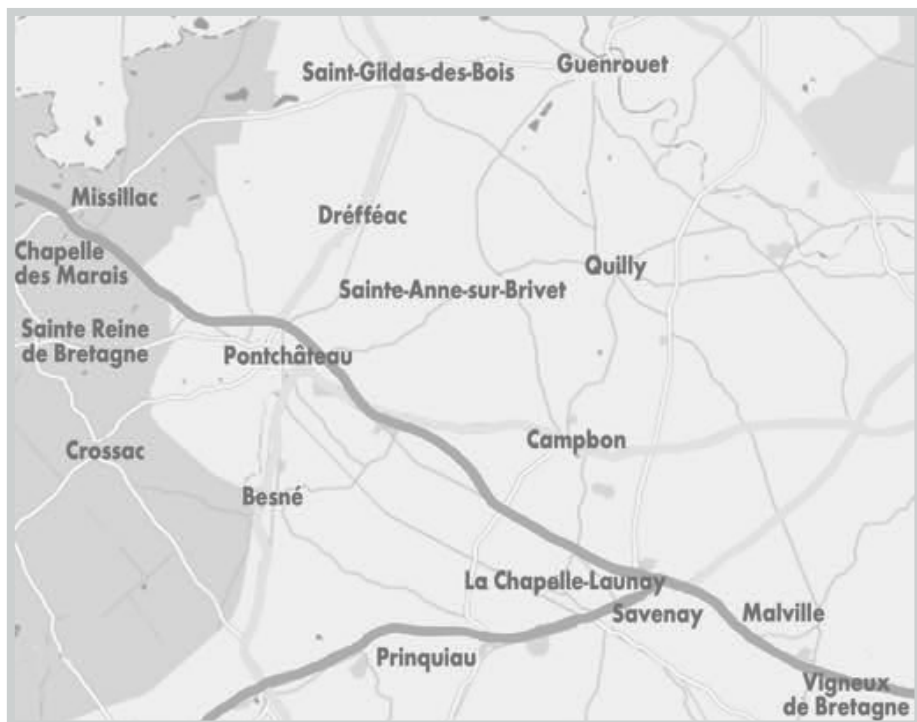 Guenrouet
Saint-Gildas-des-Bois
Missillac
Dréfféac
Chapelle
des Marais
Quilly
Sainte-Anne-sur-Brivet
Sainte Reine
de Bretagne
Pontchâteau
Campbon
Crossac
Besné
La Chapelle-Launay
Savenay
Malville
Prinquiau
Vigneux
de Bretagne